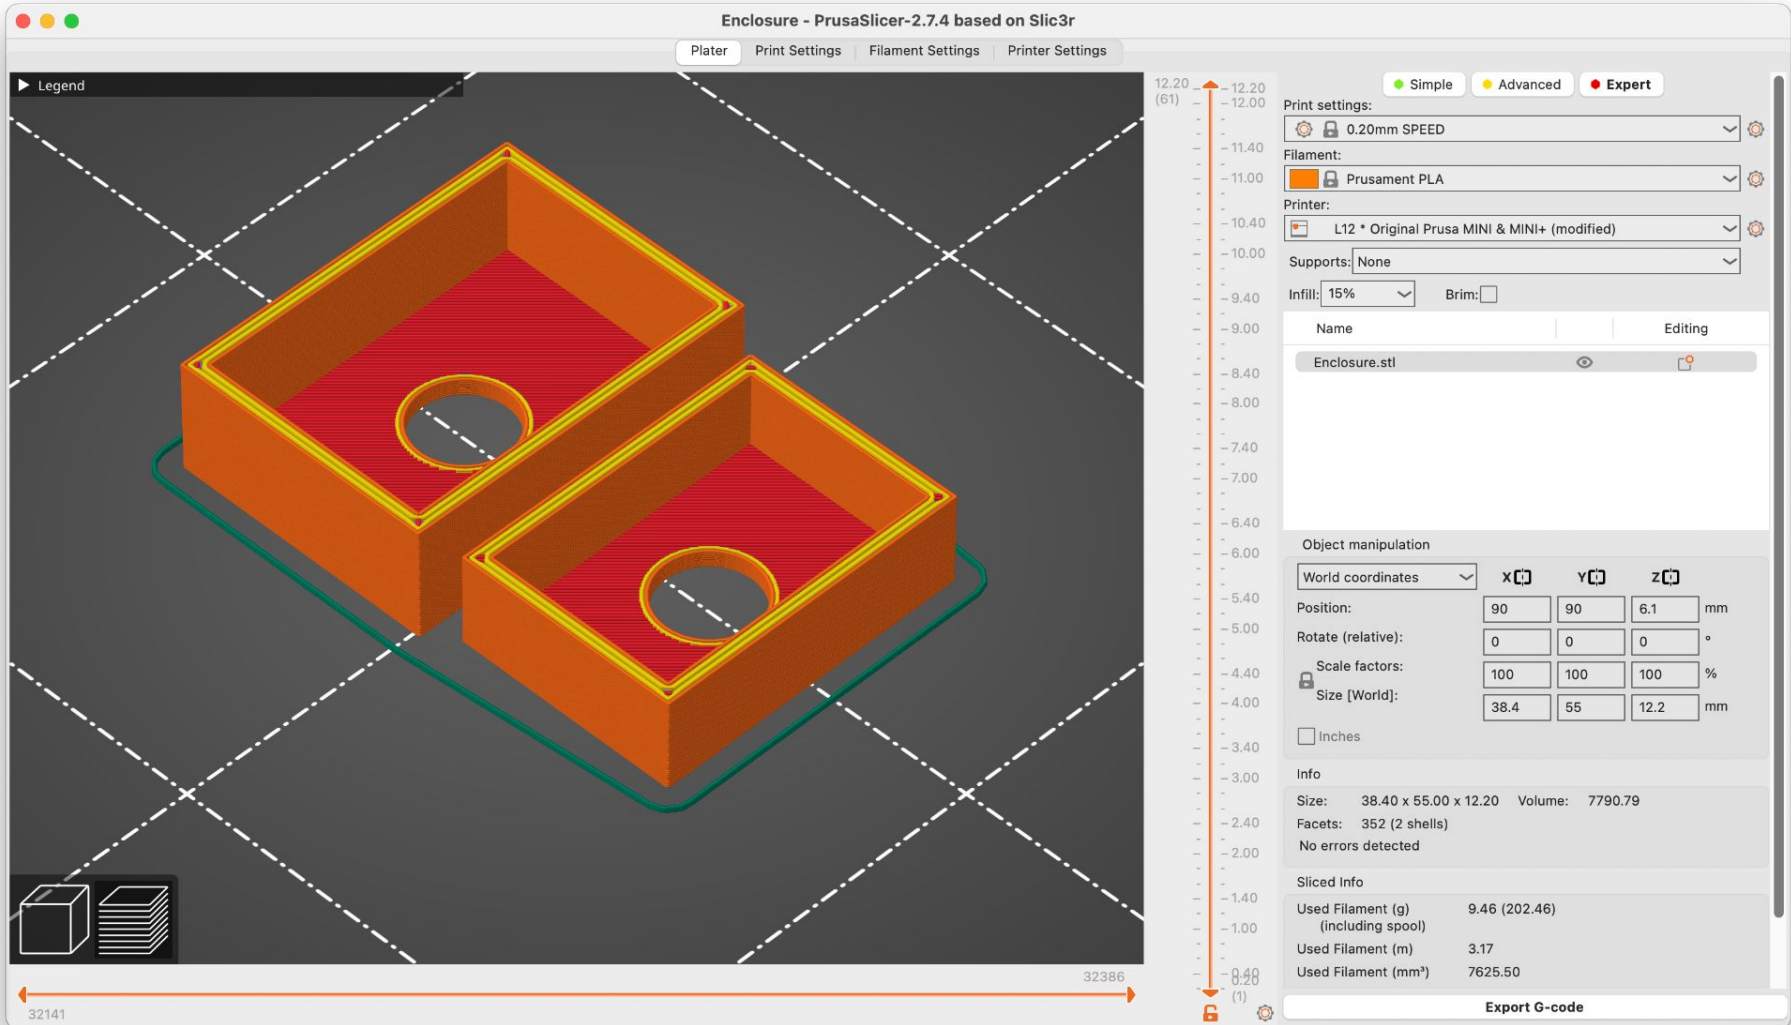 Enclosure - PrusaSlicer-2.7.4 based on Slic3r
Plater Print Settings Filament Settings Printer Settings
Legend
12.20
(61)
12.20
12.00
11.40
11.00
10.40
10.00
9.40
9.00
8.40
8.00
7.40
7.00
6.40
6.00
5.40
5.00
4.40
4.00
3.40
3.00
2.40
2.00
1.40
1.00
0.40
0.20
(1)
32386
32141
Simple Advanced Expert
Print settings:
0.20mm SPEED
Filament:
Prusament PLA
Printer:
L12 * Original Prusa MINI & MINI+ (modified)
Supports: None
Infill: 15% Brim:
Name Editing
Enclosure.stl
Object manipulation
World coordinates X Y Z
Position: 90 90 6.1 mm
Rotate (relative): 0 0 0 °
Scale factors: 100 100 100 %
Size [World]: 38.4 55 12.2 mm
Inches
Info
Size: 38.40 x 55.00 x 12.20 Volume: 7790.79
Facets: 352 (2 shells)
No errors detected
Sliced Info
Used Filament (g) 9.46 (202.46)
(including spool)
Used Filament (m) 3.17
Used Filament (mm³) 7625.50
Export G-code